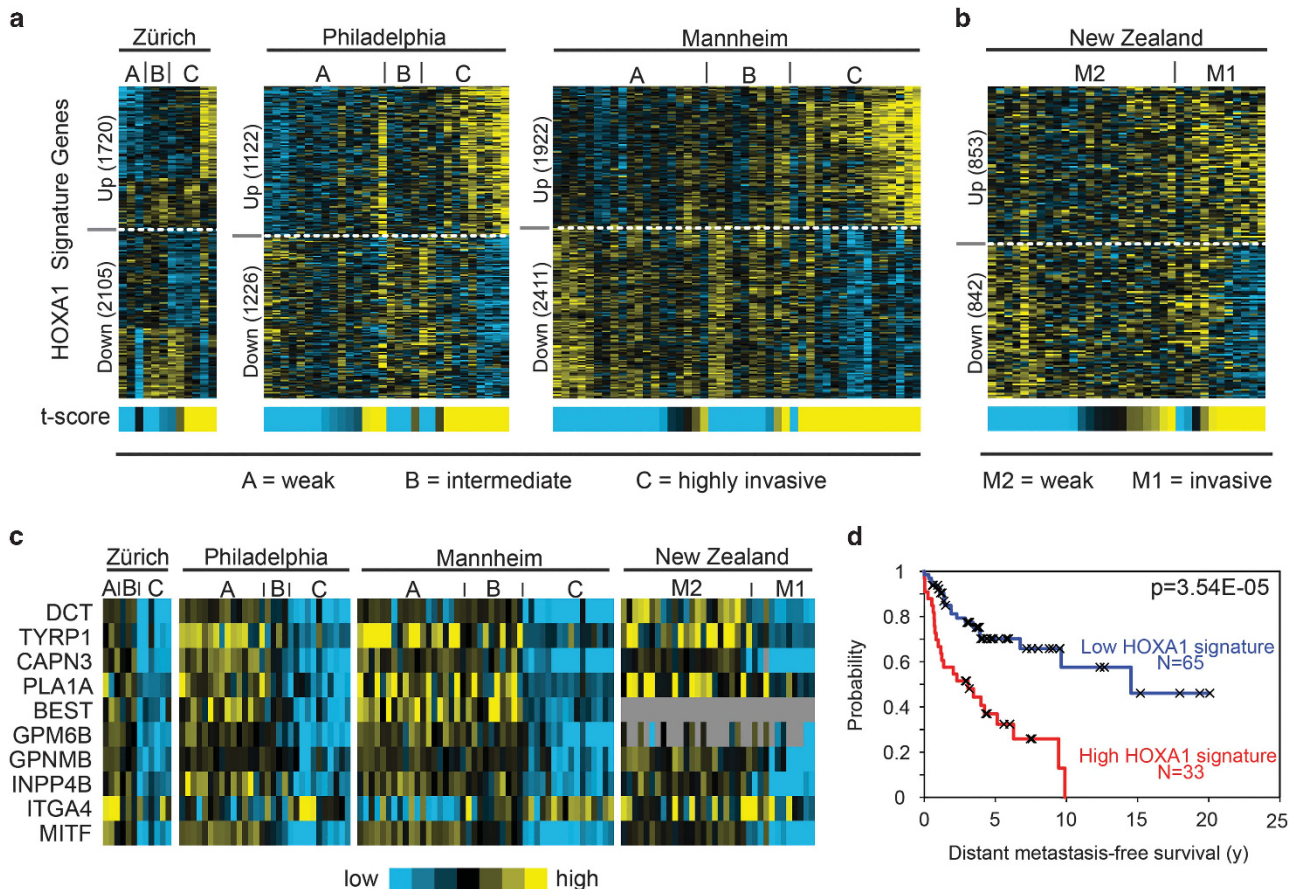 a
Zürich
Philadelphia
Mannheim
A B C
A B C
A B C
HOXA1 Signature Genes
Up (1720)
Down (2105)
Up (1122)
Down (1226)
Up (1922)
Down (2411)
t-score
A = weak B = intermediate C = highly invasive
b
New Zealand
M2 M1
Up (853)
Down (842)
M2 = weak M1 = invasive
c
Zürich
Philadelphia
Mannheim
New Zealand
A B C
A B C
A B C
M2 M1
DCT
TYRP1
CAPN3
PLA1A
BEST
GPM6B
GPNMB
INPP4B
ITGA4
MITF
low high
d
p=3.54E-05
Low HOXA1 signature
N=65
High HOXA1 signature
N=33
Probability
1
0.8
0.6
0.4
0.2
0
0 5 10 15 20 25
Distant metastasis-free survival (y)